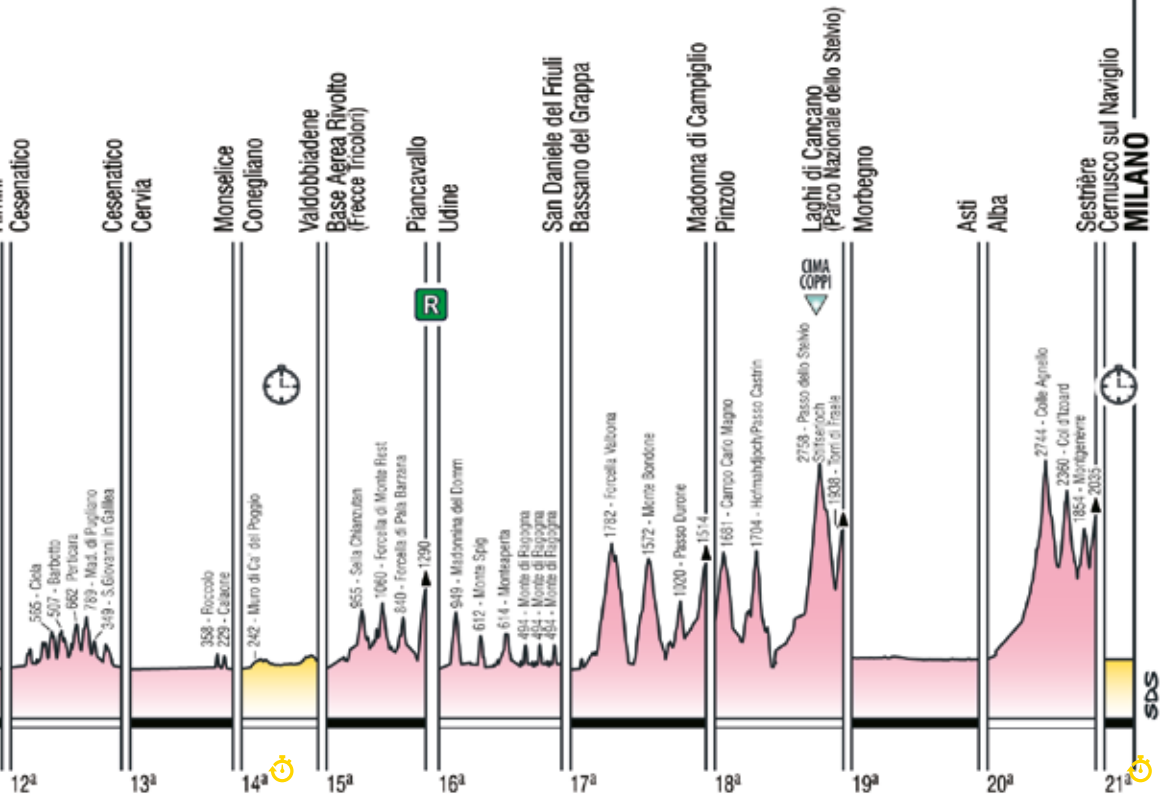 Cesenatico
Cesenatico
Cervia
Monselice
Conegliano
Valdobbiadene
Base Aerea Rivolto
(Frecce Tricolori)
Piancavallo
Udine
San Daniele del Friuli
Bassano del Grappa
Madonna di Campiglio
Pinzolo
Laghi di Cancano
(Parco Nazionale dello Stelvio)
Morbegno
Asti
Alba
Sestrière
Cernusco sul Naviglio
MILANO
R
CIMA
COPPI
565 - Ciola
507 - Barbotto
662 Perticara
789 - Mad. di Pugliano
349 - S.Giovanni in Galilea
358 - Roccolo
229 - Calaone
242 - Muro di Ca' del Poggio
955 - Sella Chianzutan
1060 - Forcella di Monte Rest
840 - Forcella di Pala Barzana
1290
949 - Madonnina del Domm
612 - Monte Spig
614 - Monteaperta
494 - Monte di Ragogna
494 - Monte di Ragogna
494 - Monte di Ragogna
1782 - Forcella Valbona
1572 - Monte Bondone
1020 - Passo Durone
1514
1681 - Campo Carlo Magno
1704 - Hofmahdjoch/Passo Castrin
2758 - Passo dello Stelvio
Stilfserjoch
1938 - Torri di Fraele
2744 - Colle Agnello
2360 - Col d'Izoard
1854 - Montgenèvre
2035
SDS
12ª
13ª
14ª
15ª
16ª
17ª
18ª
19ª
20ª
21ª